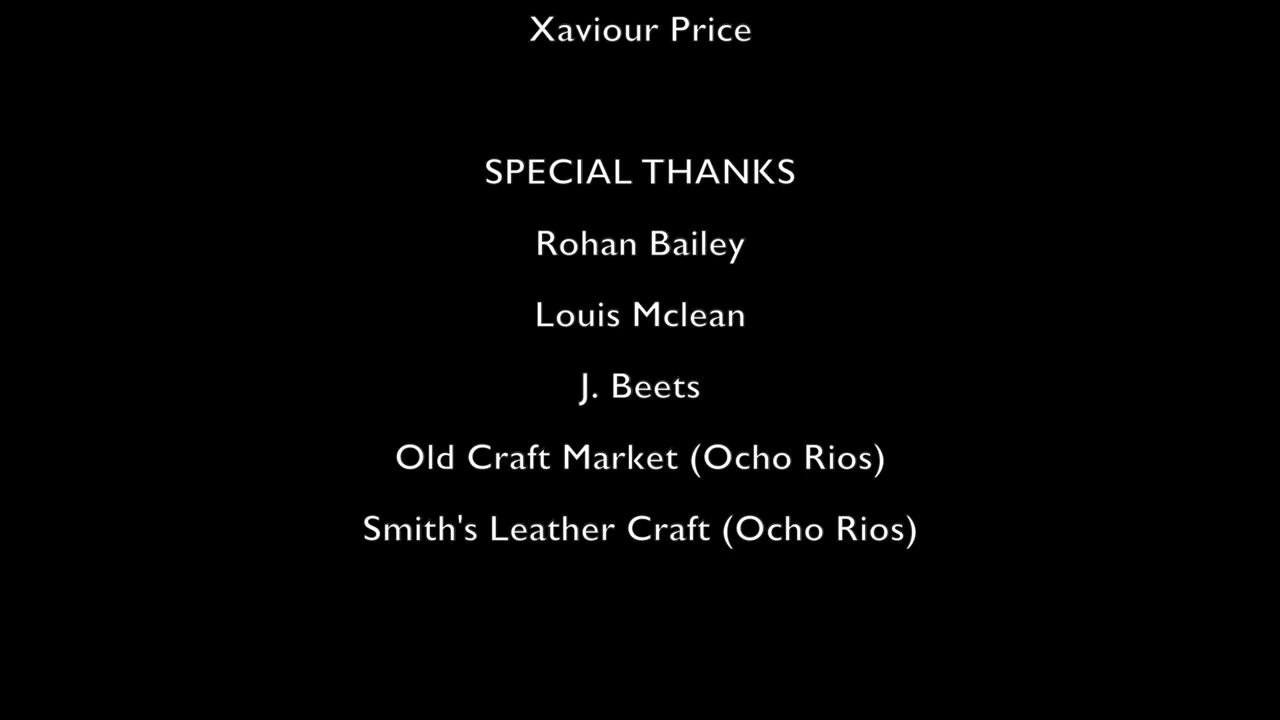 Xaviour Price
SPECIAL THANKS
Rohan Bailey
Louis Mclean
J. Beets
Old Craft Market (Ocho Rios)
Smith's Leather Craft (Ocho Rios)